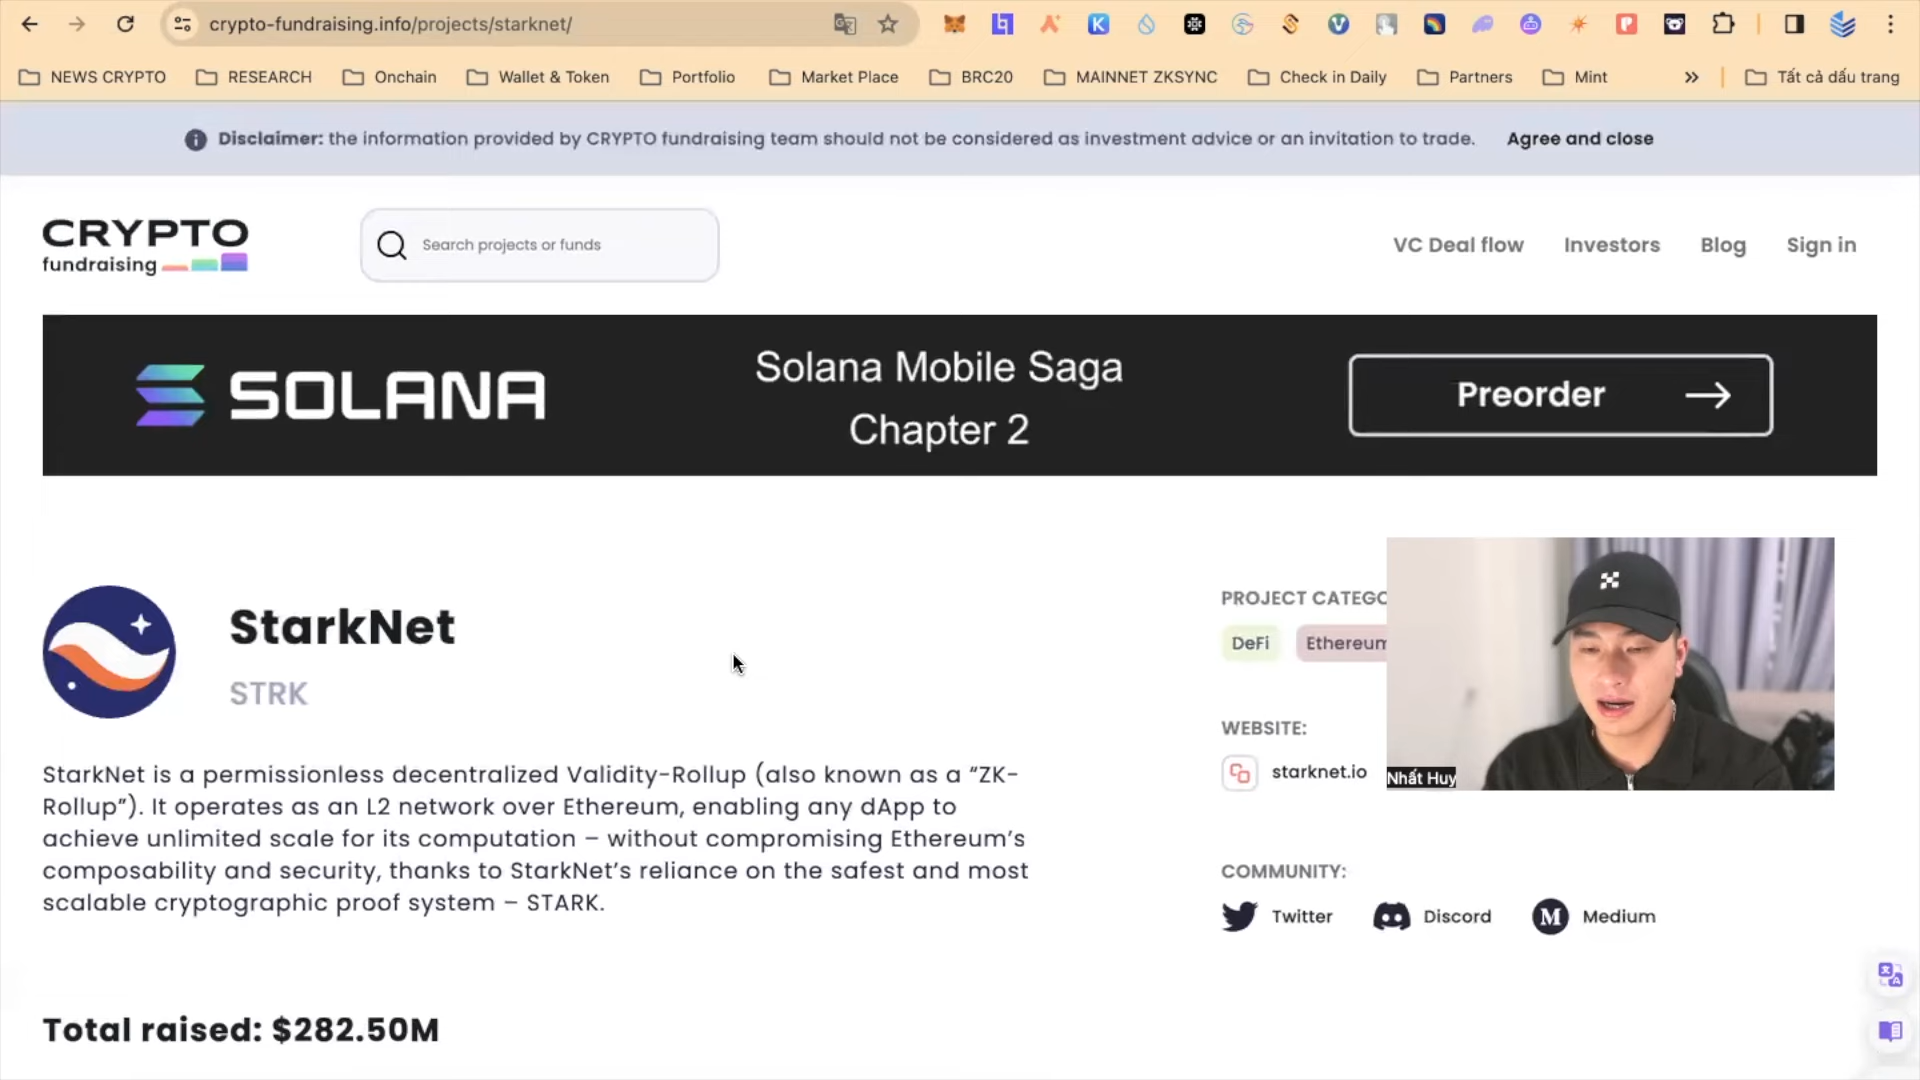 crypto-fundraising.info/projects/starknet/
NEWS CRYPTO
RESEARCH
Onchain
Wallet & Token
Portfolio
Market Place
BRC20
MAINNET ZKSYNC
Check in Daily
Partners
Mint
»
Tất cả dấu trang
Disclaimer: the information provided by CRYPTO fundraising team should not be considered as investment advice or an invitation to trade.
Agree and close
CRYPTO
fundraising
Search projects or funds
VC Deal flow
Investors
Blog
Sign in
SOLANA
Solana Mobile Saga
Chapter 2
Preorder →
StarkNet
STRK
StarkNet is a permissionless decentralized Validity-Rollup (also known as a “ZK-
Rollup”). It operates as an L2 network over Ethereum, enabling any dApp to
achieve unlimited scale for its computation – without compromising Ethereum’s
composability and security, thanks to StarkNet’s reliance on the safest and most
scalable cryptographic proof system – STARK.
Total raised: $282.50M
PROJECT CATEGO
DeFi
Ethereum
WEBSITE:
starknet.io
Nhất Huy
COMMUNITY:
Twitter
Discord
Medium